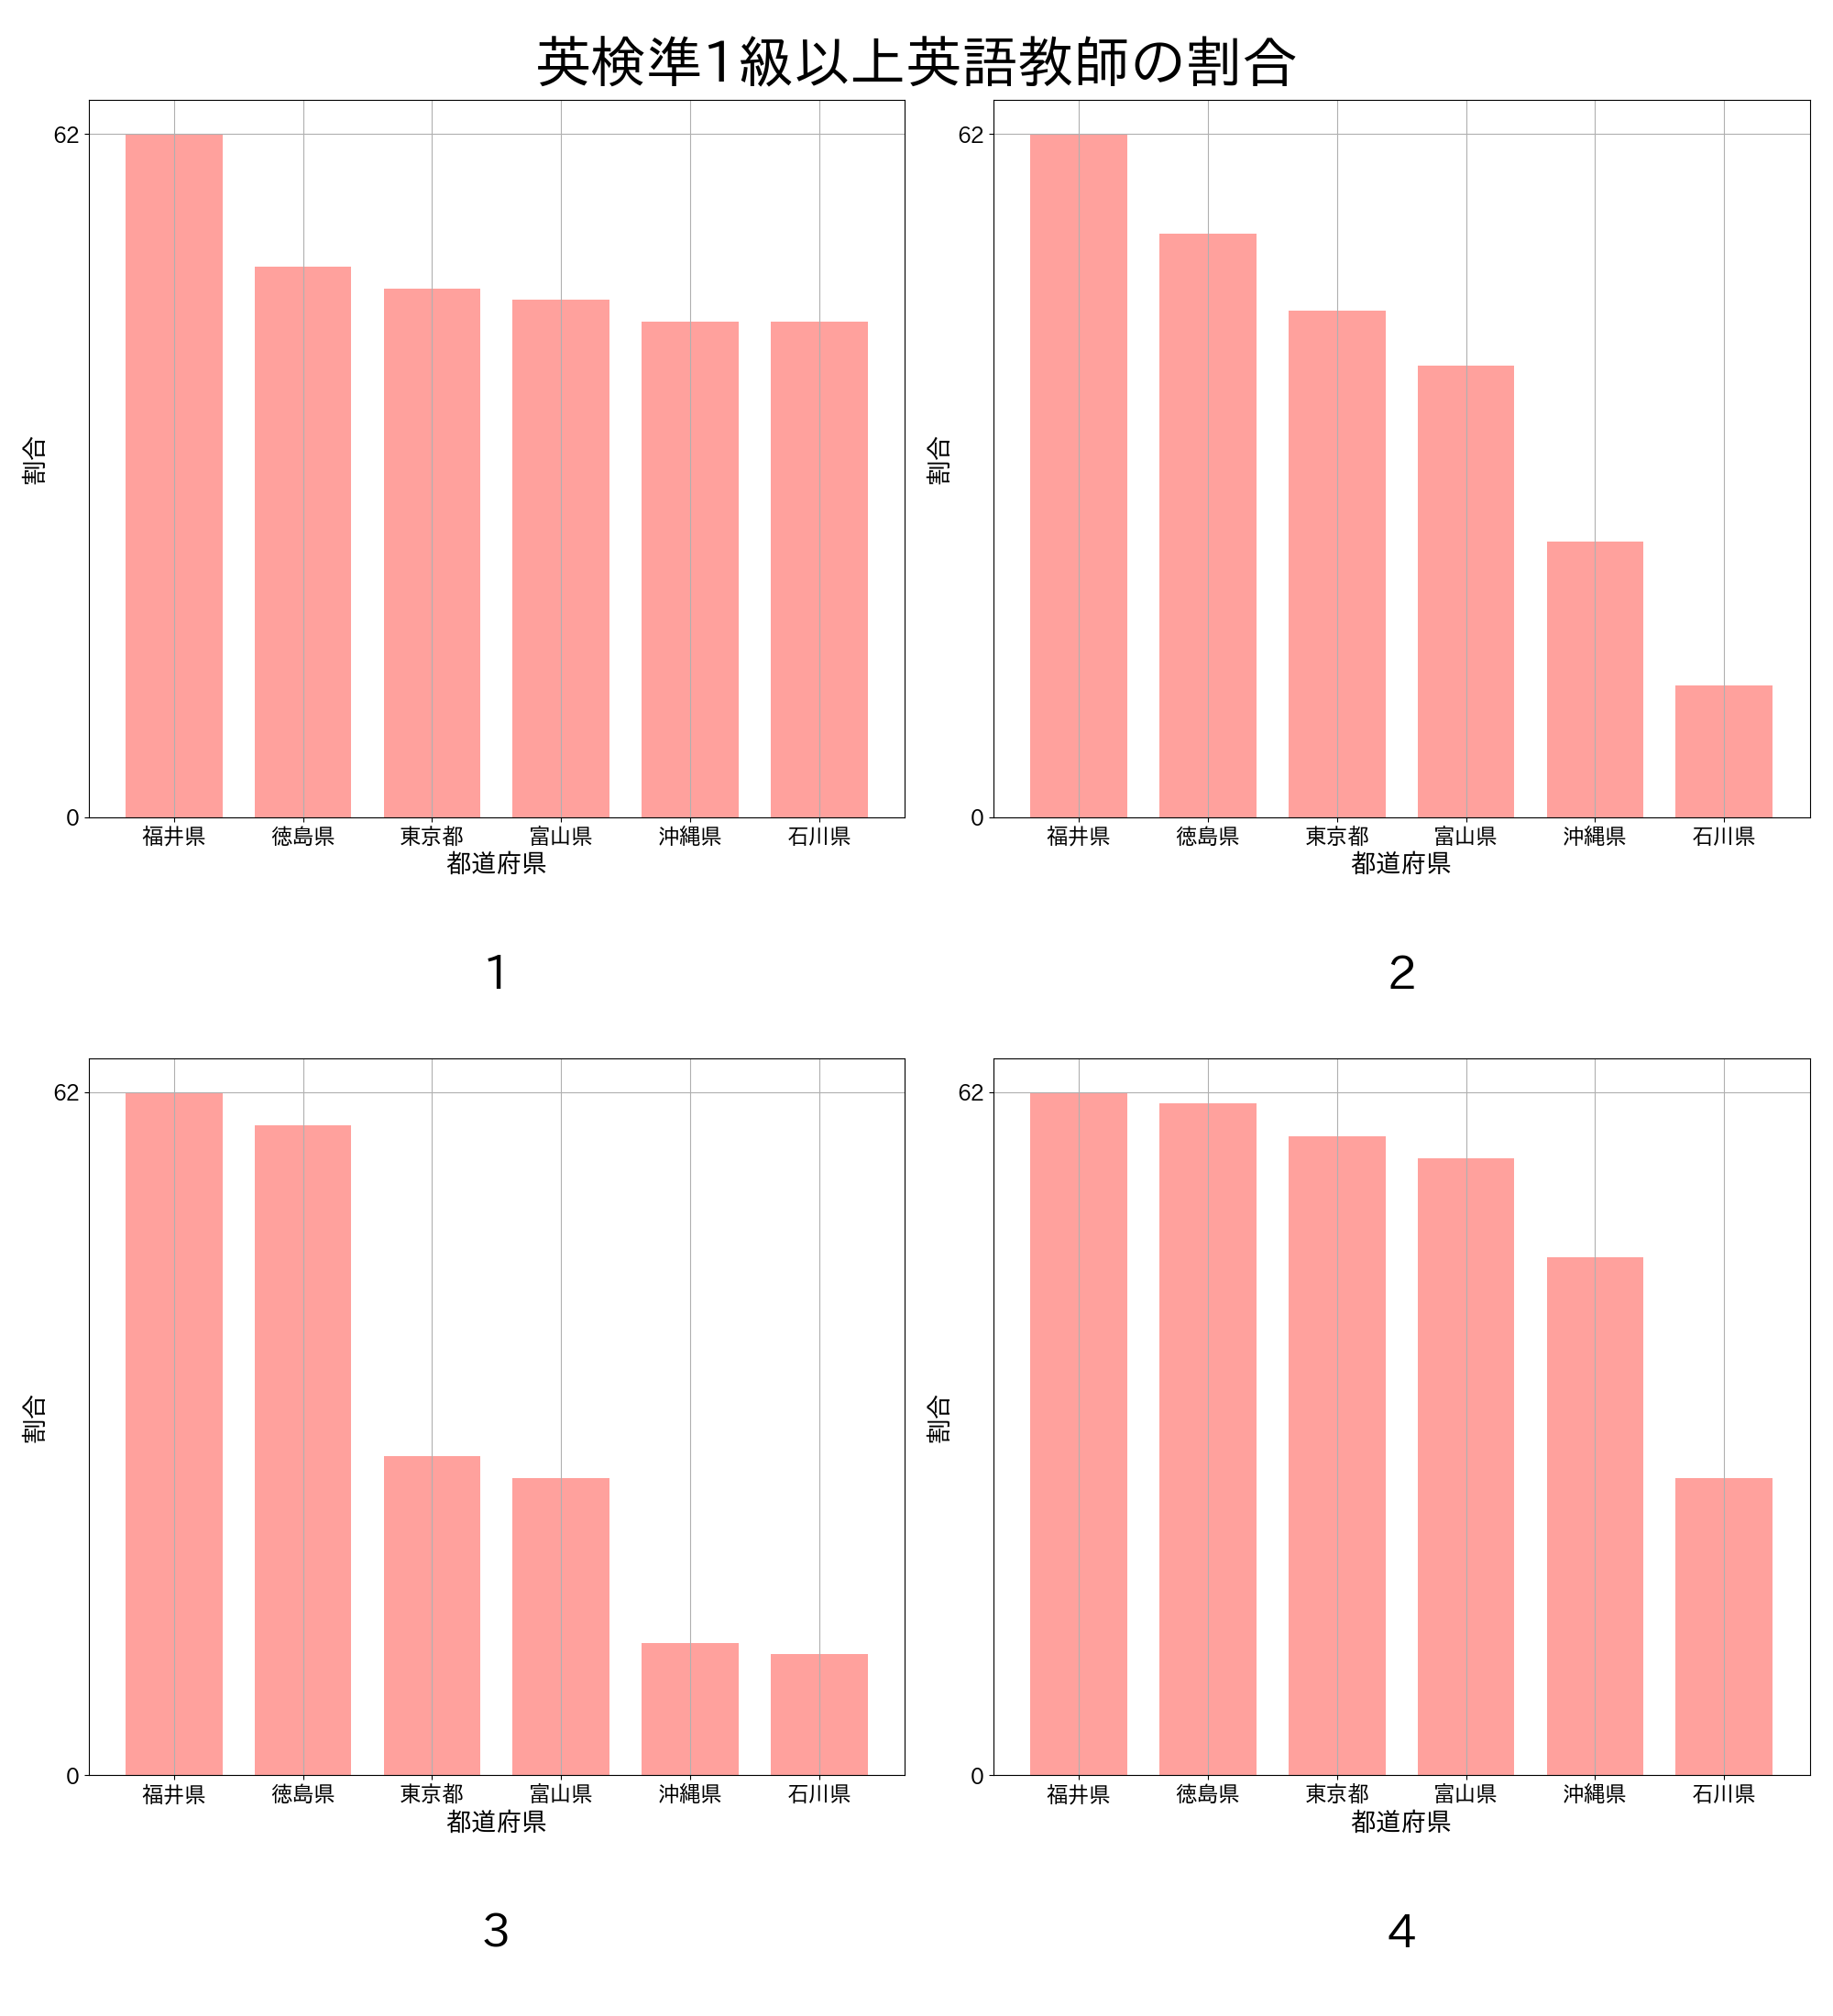 英検準1級以上英語教師の割合
62
0
割合
福井県 徳島県 東京都 富山県 沖縄県 石川県
都道府県
1
62
0
割合
福井県 徳島県 東京都 富山県 沖縄県 石川県
都道府県
2
62
0
割合
福井県 徳島県 東京都 富山県 沖縄県 石川県
都道府県
3
62
0
割合
福井県 徳島県 東京都 富山県 沖縄県 石川県
都道府県
4